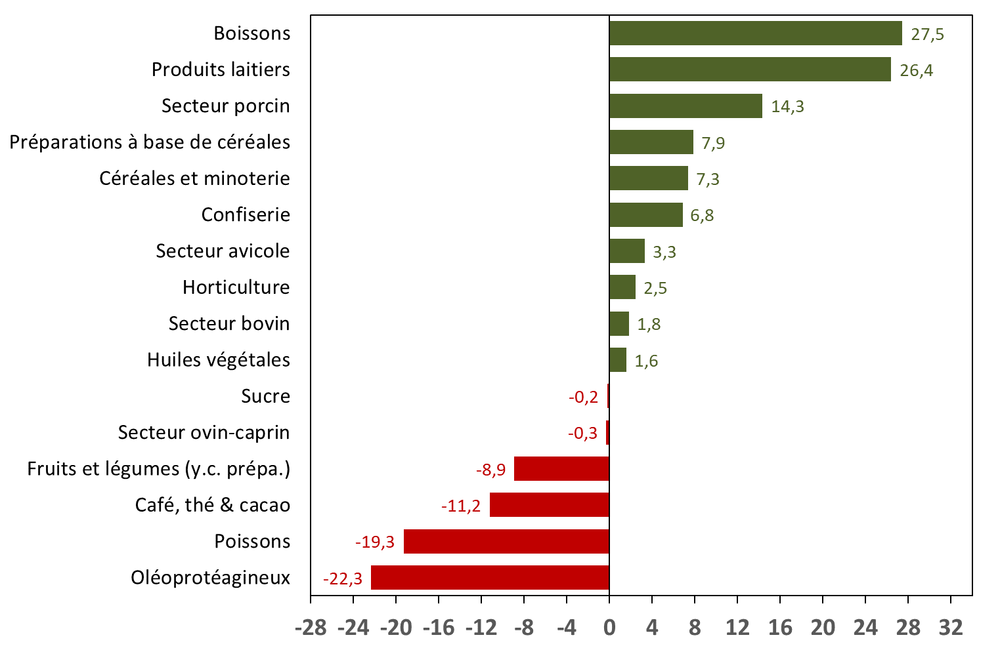 Boissons 27,5
Produits laitiers 26,4
Secteur porcin 14,3
Préparations à base de céréales 7,9
Céréales et minoterie 7,3
Confiserie 6,8
Secteur avicole 3,3
Horticulture 2,5
Secteur bovin 1,8
Huiles végétales 1,6
Sucre -0,2
Secteur ovin-caprin -0,3
Fruits et légumes (y.c. prépa.) -8,9
Café, thé & cacao -11,2
Poissons -19,3
Oléoprotéagineux -22,3
-28 -24 -20 -16 -12 -8 -4 0 4 8 12 16 20 24 28 32